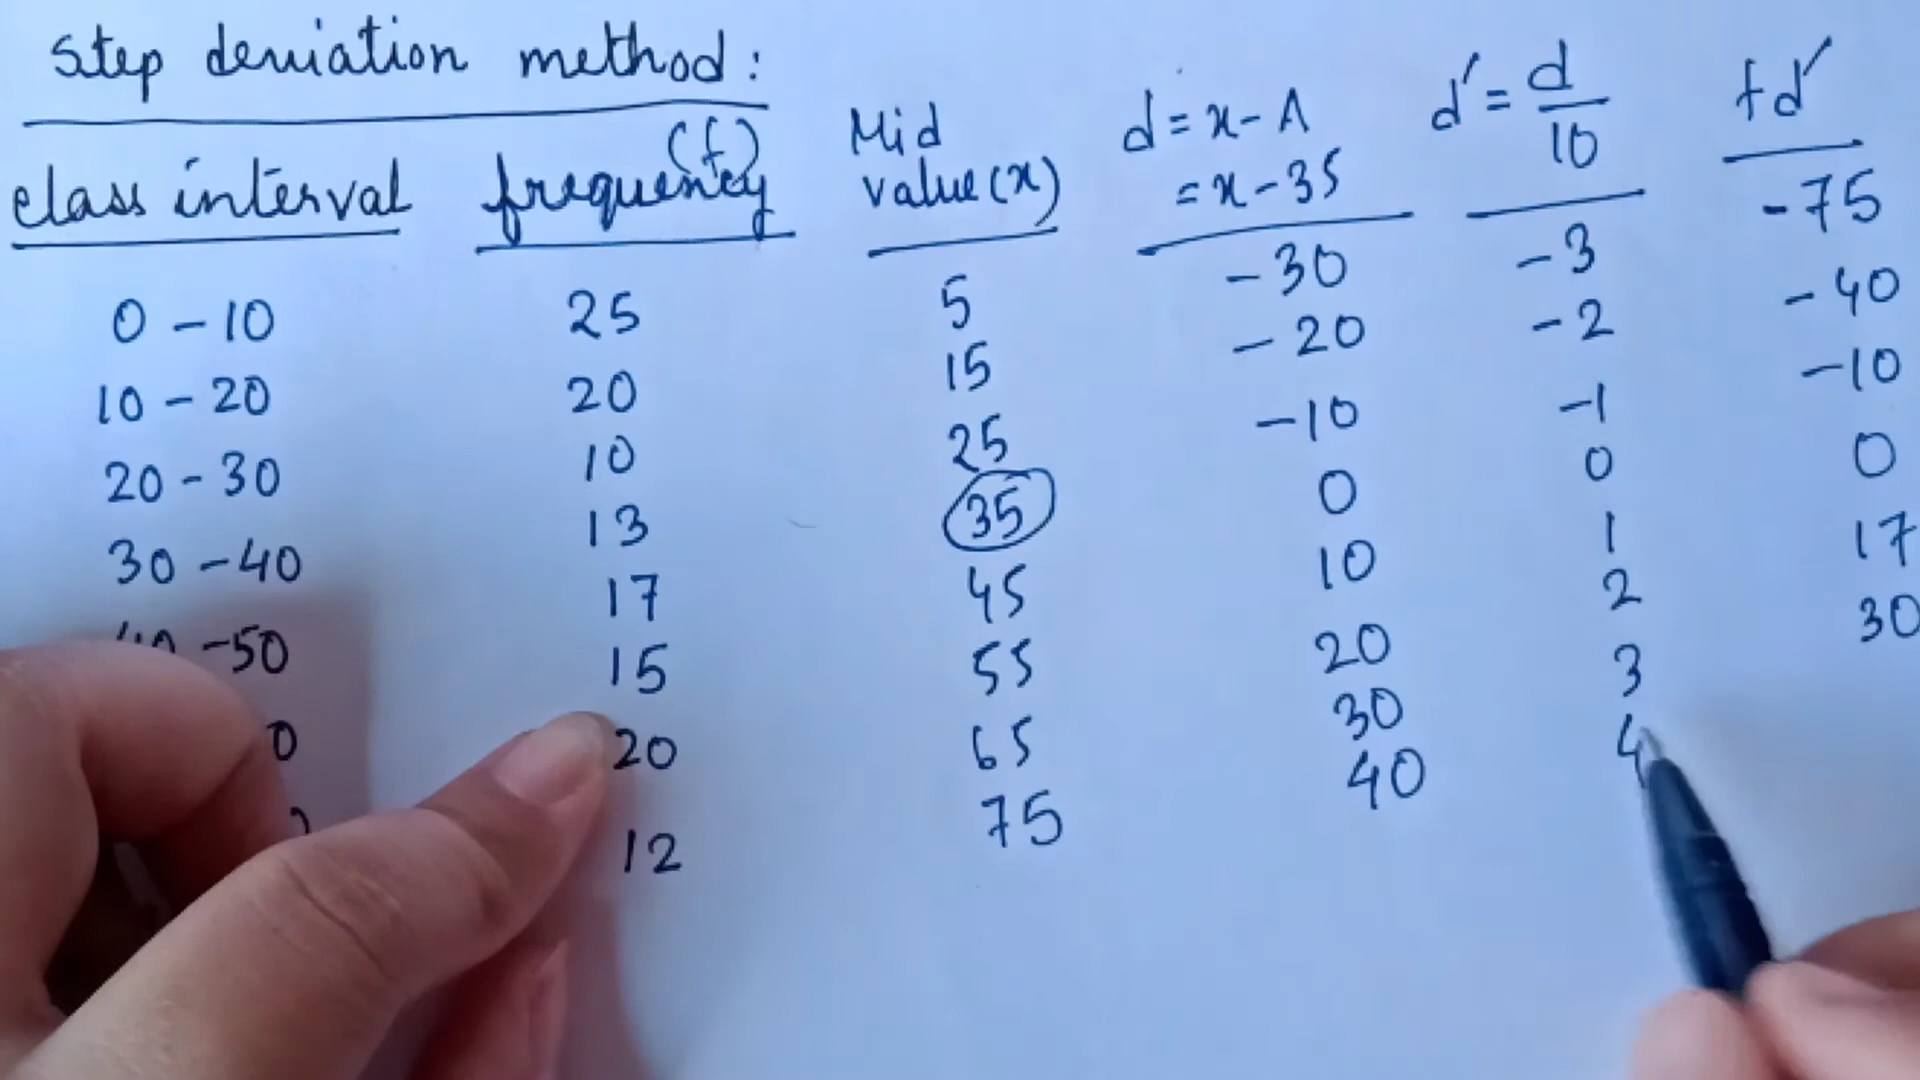 Step deviation method:
class interval frequency (f) Mid value (x) d = x - A = x - 35 d' = d/10 fd'
0 - 10 25 5 -30 -3 -75
10 - 20 20 15 -20 -2 -40
20 - 30 10 25 -10 -1 -10
30 - 40 13 35 0 0 0
-50 17 45 10 1 17
0 15 55 20 2 30
20 65 30 3
12 75 40 4